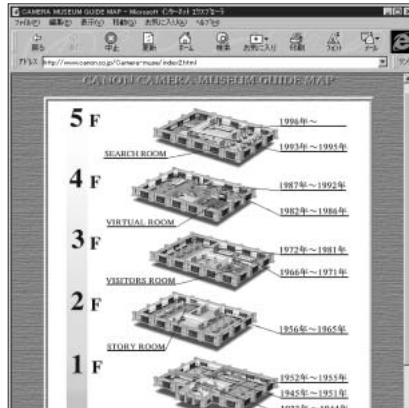 CAMERA MUSEUM GUIDE MAP - Microsoft インターネット エクスプローラ
ファイル(F) 編集(E) 表示(V) 移動(G) お気に入り(A) ヘルプ(H)
戻る 中止 更新 ホーム 検索 お気に入り 印刷 フォント メール
アドレス http://www.canon.co.jp/Camera-muse/index2.html
CANON CAMERA MUSEUM GUIDE MAP
5 F
1996年~
1993年~1995年
SEARCH ROOM
4 F
1987年~1992年
1982年~1986年
VIRTUAL ROOM
3 F
1972年~1981年
1966年~1971年
VISITORS ROOM
2 F
1956年~1965年
STORY ROOM
1 F
1952年~1955年
1945年~1951年